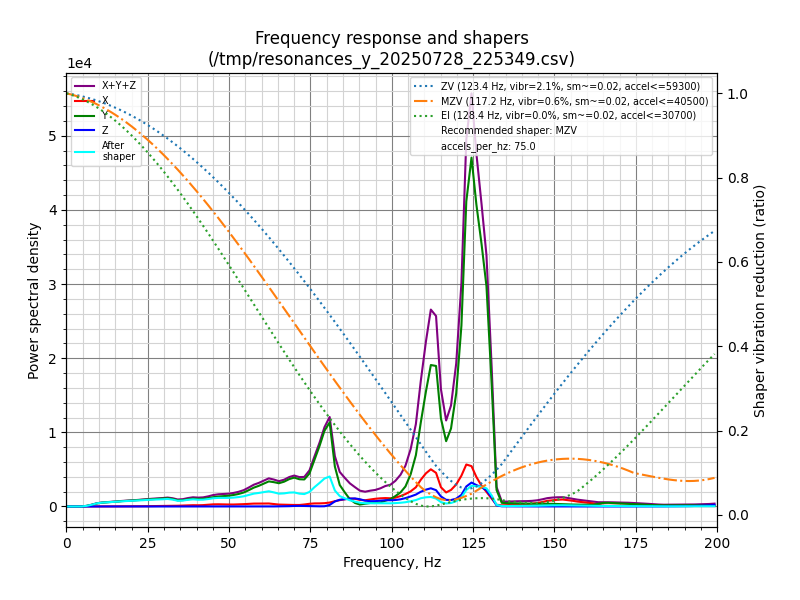 Frequency response and shapers
(/tmp/resonances_y_20250728_225349.csv)
1e4
X+Y+Z
X
Y
Z
After
shaper
ZV (123.4 Hz, vibr=2.1%, sm~=0.02, accel<=59300)
MZV (117.2 Hz, vibr=0.6%, sm~=0.02, accel<=40500)
EI (128.4 Hz, vibr=0.0%, sm~=0.02, accel<=30700)
Recommended shaper: MZV
accels_per_hz: 75.0
5
4
3
2
1
0
Power spectral density
1.0
0.8
0.6
0.4
0.2
0.0
Shaper vibration reduction (ratio)
0 25 50 75 100 125 150 175 200
Frequency, Hz